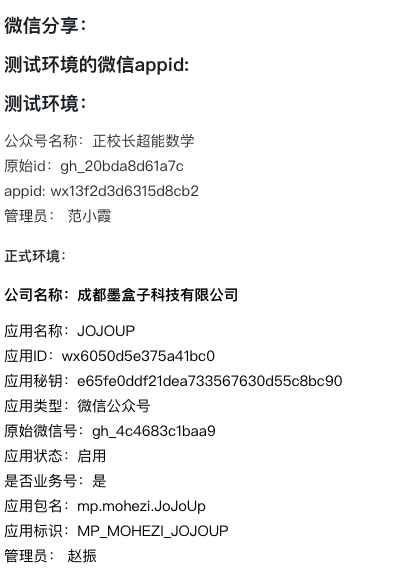 微信分享：
测试环境的微信appid:
测试环境：
公众号名称：正校长超能数学
原始id：gh_20bda8d61a7c
appid: wx13f2d3d6315d8cb2
管理员： 范小霞
正式环境：
公司名称：成都墨盒子科技有限公司
应用名称：JOJOUP
应用ID：wx6050d5e375a41bc0
应用秘钥：e65fe0ddf21dea733567630d55c8bc90
应用类型：微信公众号
原始微信号：gh_4c4683c1baa9
应用状态：启用
是否业务号：是
应用包名：mp.mohezi.JoJoUp
应用标识：MP_MOHEZI_JOJOUP
管理员： 赵振